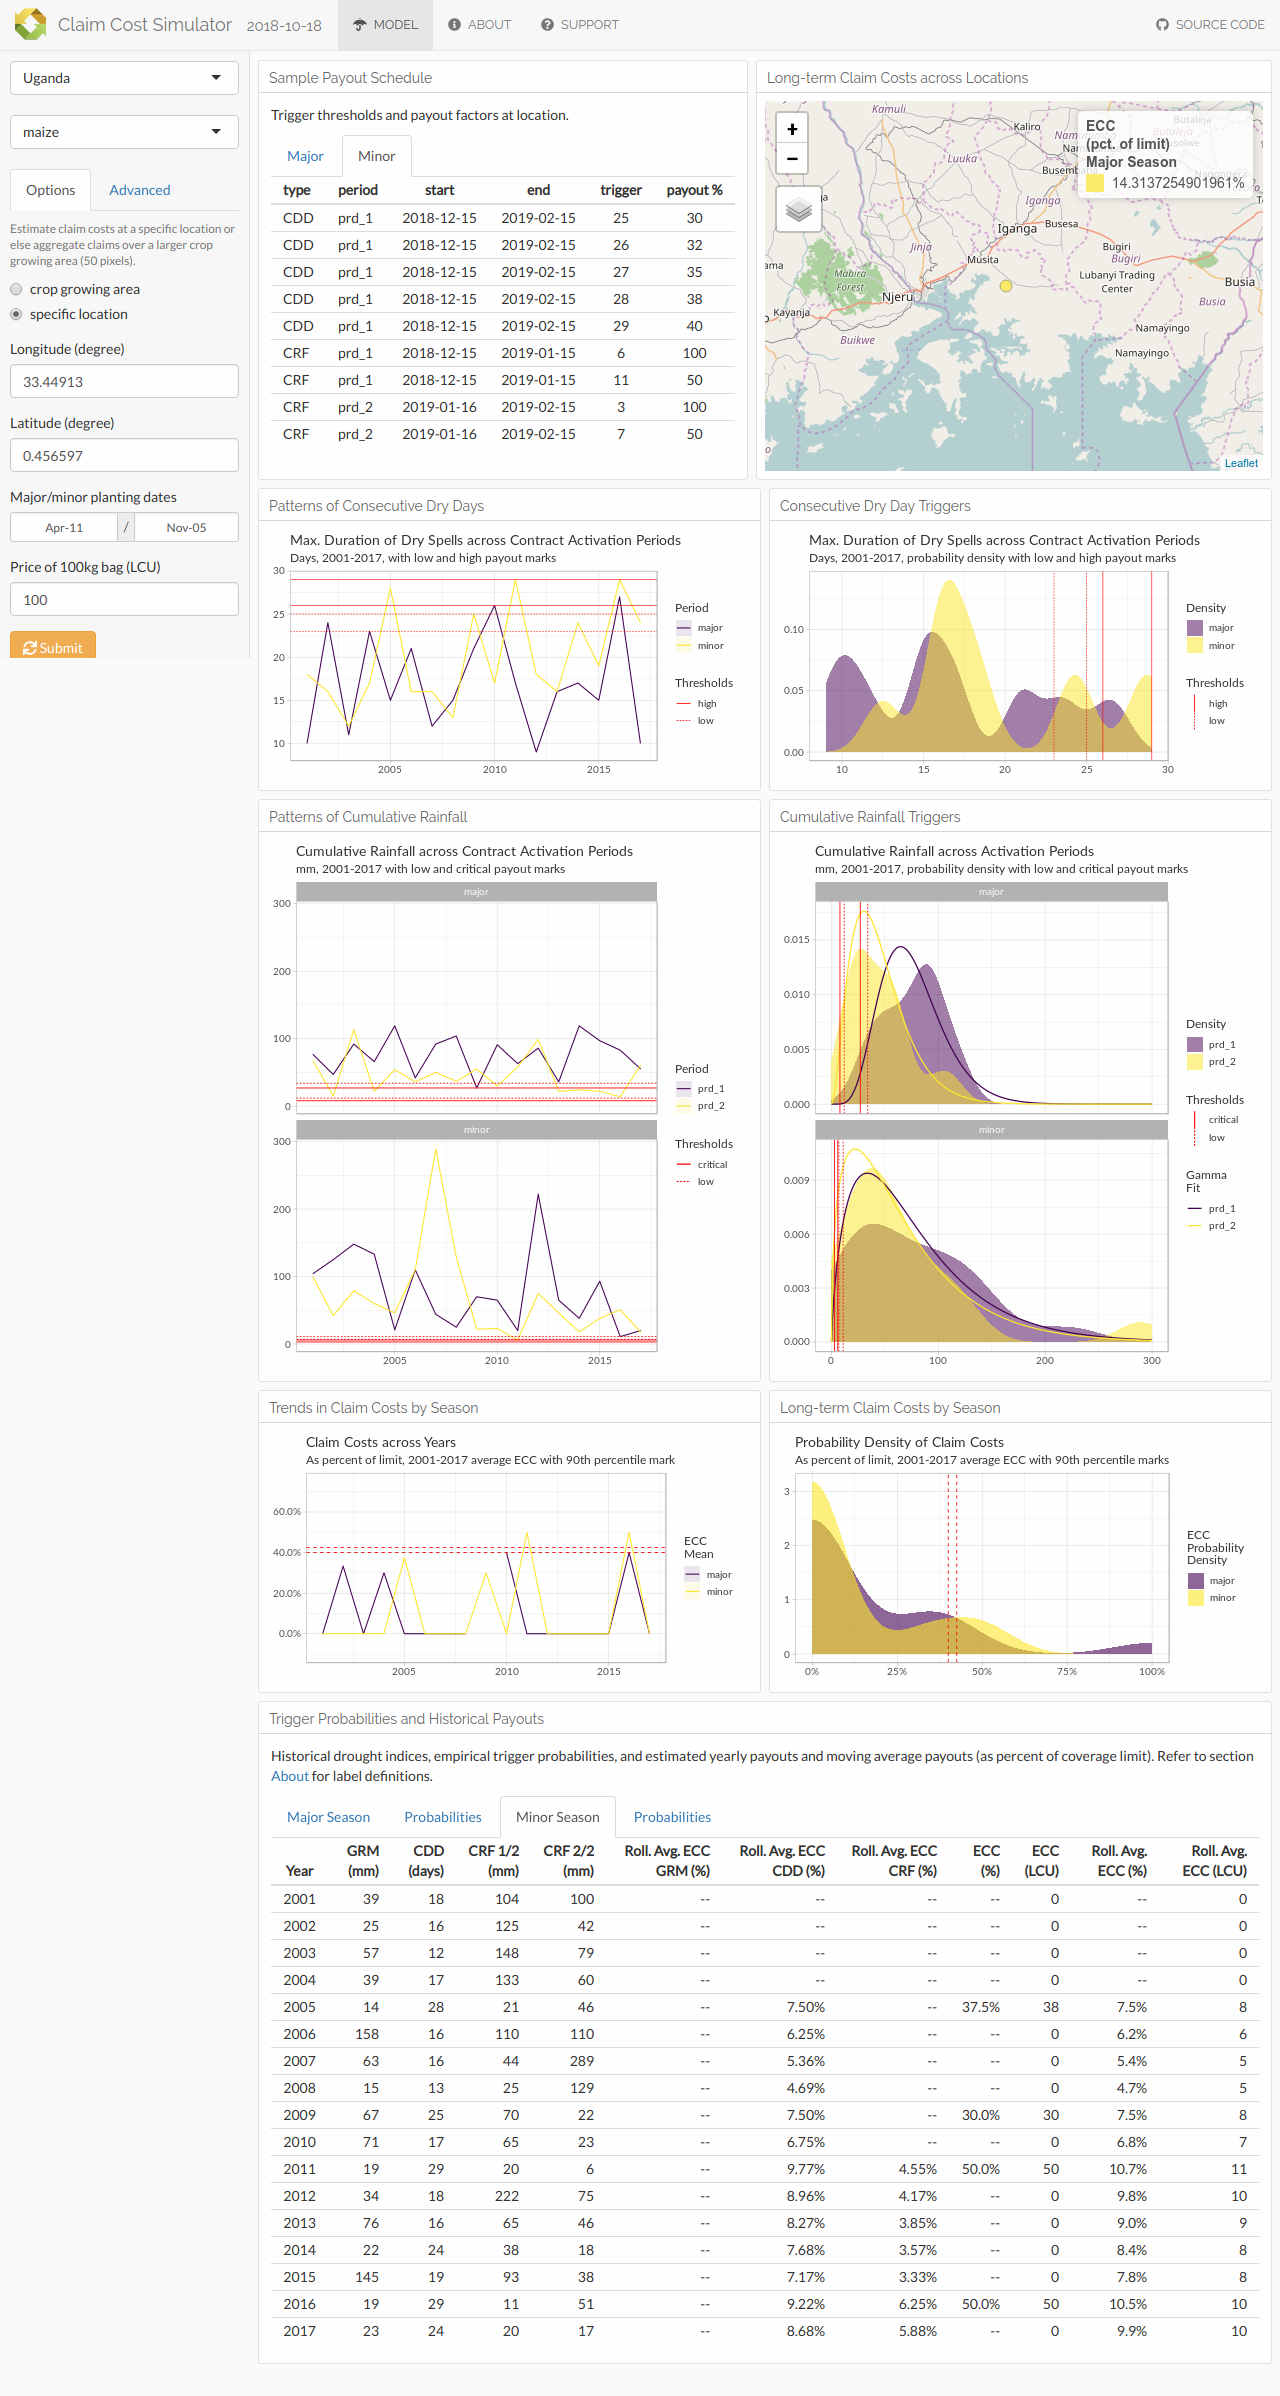 Claim Cost Simulator 2018-10-18 MODEL ABOUT SUPPORT SOURCE CODE
Uganda
maize
Options Advanced
Estimate claim costs at a specific location or
else aggregate claims over a larger crop
growing area (50 pixels).
crop growing area
specific location
Longitude (degree)
33.44913
Latitude (degree)
0.456597
Major/minor planting dates
Apr-11 / Nov-05
Price of 100kg bag (LCU)
100
Submit
Sample Payout Schedule
Trigger thresholds and payout factors at location.
Major Minor
type period start end trigger payout %
CDD prd_1 2018-12-15 2019-02-15 25 30
CDD prd_1 2018-12-15 2019-02-15 26 32
CDD prd_1 2018-12-15 2019-02-15 27 35
CDD prd_1 2018-12-15 2019-02-15 28 38
CDD prd_1 2018-12-15 2019-02-15 29 40
CRF prd_1 2018-12-15 2019-01-15 6 100
CRF prd_1 2018-12-15 2019-01-15 11 50
CRF prd_2 2019-01-16 2019-02-15 3 100
CRF prd_2 2019-01-16 2019-02-15 7 50
Long-term Claim Costs across Locations
+
−
ECC
(pct. of limit)
Major Season
14.3137254901961%
Kamuli
Kaliro
Luuka
Iganga
Iganga
Busesa
Jinja
Musita
Bugiri
Bugiri
Mabira
Forest
Lubanyi Trading
Center
Njeru
Busia
Busia
Kayanja
Namayingo
Buikwe
Namayingo
Leaflet
Patterns of Consecutive Dry Days
Max. Duration of Dry Spells across Contract Activation Periods
Days, 2001-2017, with low and high payout marks
30
25
20
15
10
2005 2010 2015
Period
major
minor
Thresholds
high
low
Consecutive Dry Day Triggers
Max. Duration of Dry Spells across Contract Activation Periods
Days, 2001-2017, probability density with low and high payout marks
0.10
0.05
0.00
10 15 20 25 30
Density
major
minor
Thresholds
high
low
Patterns of Cumulative Rainfall
Cumulative Rainfall across Contract Activation Periods
mm, 2001-2017 with low and critical payout marks
major
300
200
100
0
minor
300
200
100
0
2005 2010 2015
Period
prd_1
prd_2
Thresholds
critical
low
Cumulative Rainfall Triggers
Cumulative Rainfall across Activation Periods
mm, 2001-2017, probability density with low and critical payout marks
major
0.015
0.010
0.005
0.000
minor
0.009
0.006
0.003
0.000
0 100 200 300
Density
prd_1
prd_2
Thresholds
critical
low
Gamma
Fit
prd_1
prd_2
Trends in Claim Costs by Season
Claim Costs across Years
As percent of limit, 2001-2017 average ECC with 90th percentile mark
60.0%
40.0%
20.0%
0.0%
2005 2010 2015
ECC
Mean
major
minor
Long-term Claim Costs by Season
Probability Density of Claim Costs
As percent of limit, 2001-2017 average ECC with 90th percentile marks
3
2
1
0
0% 25% 50% 75% 100%
ECC
Probability
Density
major
minor
Trigger Probabilities and Historical Payouts
Historical drought indices, empirical trigger probabilities, and estimated yearly payouts and moving average payouts (as percent of coverage limit). Refer to section
About for label definitions.
Major Season Probabilities Minor Season Probabilities
GRM CDD CRF 1/2 CRF 2/2 Roll. Avg. ECC Roll. Avg. ECC Roll. Avg. ECC ECC ECC Roll. Avg. Roll. Avg.
Year (mm) (days) (mm) (mm) GRM (%) CDD (%) CRF (%) (%) (LCU) ECC (%) ECC (LCU)
2001 39 18 104 100 -- -- -- -- 0 -- 0
2002 25 16 125 42 -- -- -- -- 0 -- 0
2003 57 12 148 79 -- -- -- -- 0 -- 0
2004 39 17 133 60 -- -- -- -- 0 -- 0
2005 14 28 21 46 -- 7.50% -- 37.5% 38 7.5% 8
2006 158 16 110 110 -- 6.25% -- -- 0 6.2% 6
2007 63 16 44 289 -- 5.36% -- -- 0 5.4% 5
2008 15 13 25 129 -- 4.69% -- -- 0 4.7% 5
2009 67 25 70 22 -- 7.50% -- 30.0% 30 7.5% 8
2010 71 17 65 23 -- 6.75% -- -- 0 6.8% 7
2011 19 29 20 6 -- 9.77% 4.55% 50.0% 50 10.7% 11
2012 34 18 222 75 -- 8.96% 4.17% -- 0 9.8% 10
2013 76 16 65 46 -- 8.27% 3.85% -- 0 9.0% 9
2014 22 24 38 18 -- 7.68% 3.57% -- 0 8.4% 8
2015 145 19 93 38 -- 7.17% 3.33% -- 0 7.8% 8
2016 19 29 11 51 -- 9.22% 6.25% 50.0% 50 10.5% 10
2017 23 24 20 17 -- 8.68% 5.88% -- 0 9.9% 10